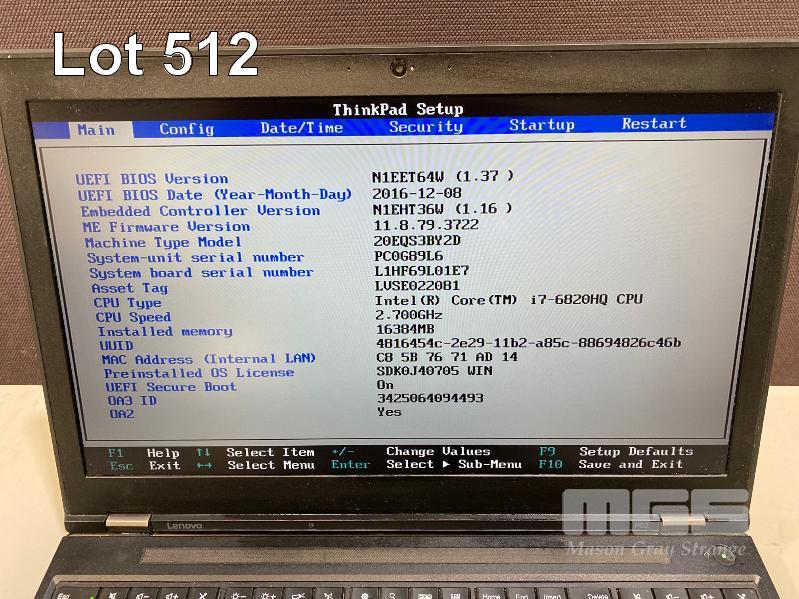 Lot 512
ThinkPad Setup
Main Config Date/Time Security Startup Restart
UEFI BIOS Version N1EET64W (1.37 )
UEFI BIOS Date (Year-Month-Day) 2016-12-08
Embedded Controller Version N1EHT36W (1.16 )
ME Firmware Version 11.8.79.3722
Machine Type Model 20EQS3BY2D
System-unit serial number PC0G89L6
System board serial number L1HF69L01E7
Asset Tag LVSE022081
CPU Type Intel(R) Core(TM) i7-6820HQ CPU
CPU Speed 2.700GHz
Installed memory 16384MB
UUID 4816454c-2e29-11b2-a85c-88694826c46b
MAC Address (Internal LAN) C8 5B 76 71 AD 14
Preinstalled OS License SDK0J40705 WIN
UEFI Secure Boot On
OA3 ID 3425064094493
OA2 Yes
F1 Help ↑↓ Select Item +/- Change Values F9 Setup Defaults
Esc Exit ←→ Select Menu Enter Select ▶ Sub-Menu F10 Save and Exit
Lenovo
MGS
Mason Gray Strange
Esc Home End Insert Delete